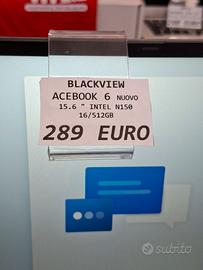 BLACKVIEW
ACEBOOK 6 NUOVO
15.6 " INTEL N150
16/512GB
289 EURO
subito